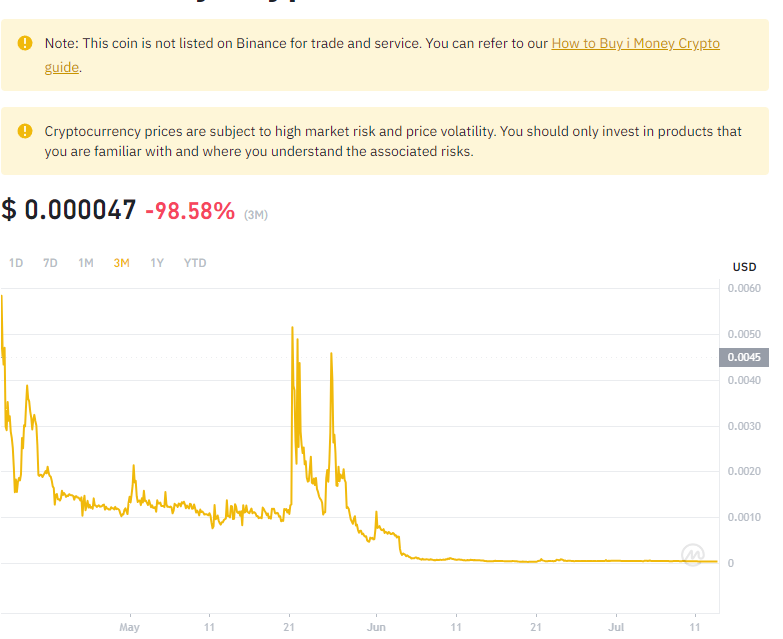 Note: This coin is not listed on Binance for trade and service. You can refer to our How to Buy i Money Crypto
guide.
Cryptocurrency prices are subject to high market risk and price volatility. You should only invest in products that
you are familiar with and where you understand the associated risks.
$ 0.000047 -98.58% (3M)
1D 7D 1M 3M 1Y YTD
USD
0.0060
0.0050
0.0045
0.0040
0.0030
0.0020
0.0010
0
May 11 21 Jun 11 21 Jul 11